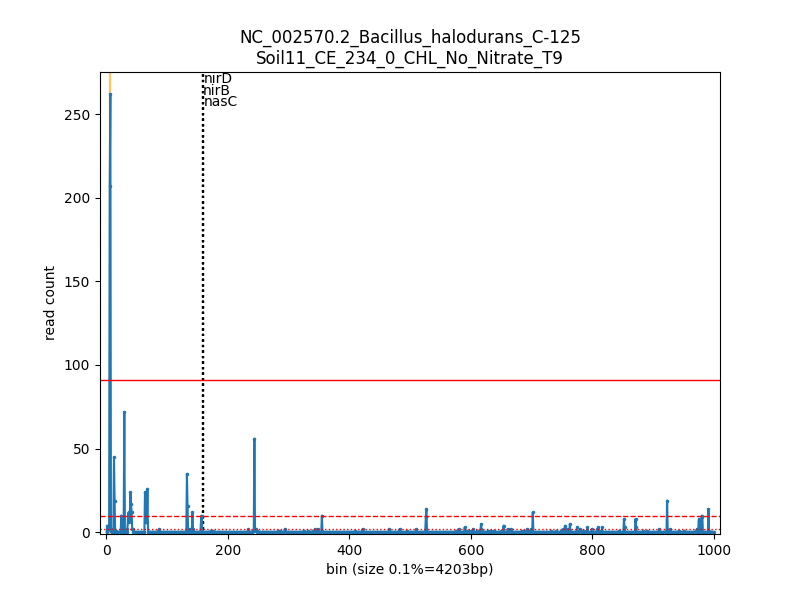 NC_002570.2_Bacillus_halodurans_C-125
Soil11_CE_234_0_CHL_No_Nitrate_T9
nirD
nirB
nasC
250
200
150
100
50
0
read count
0 200 400 600 800 1000
bin (size 0.1%=4203bp)